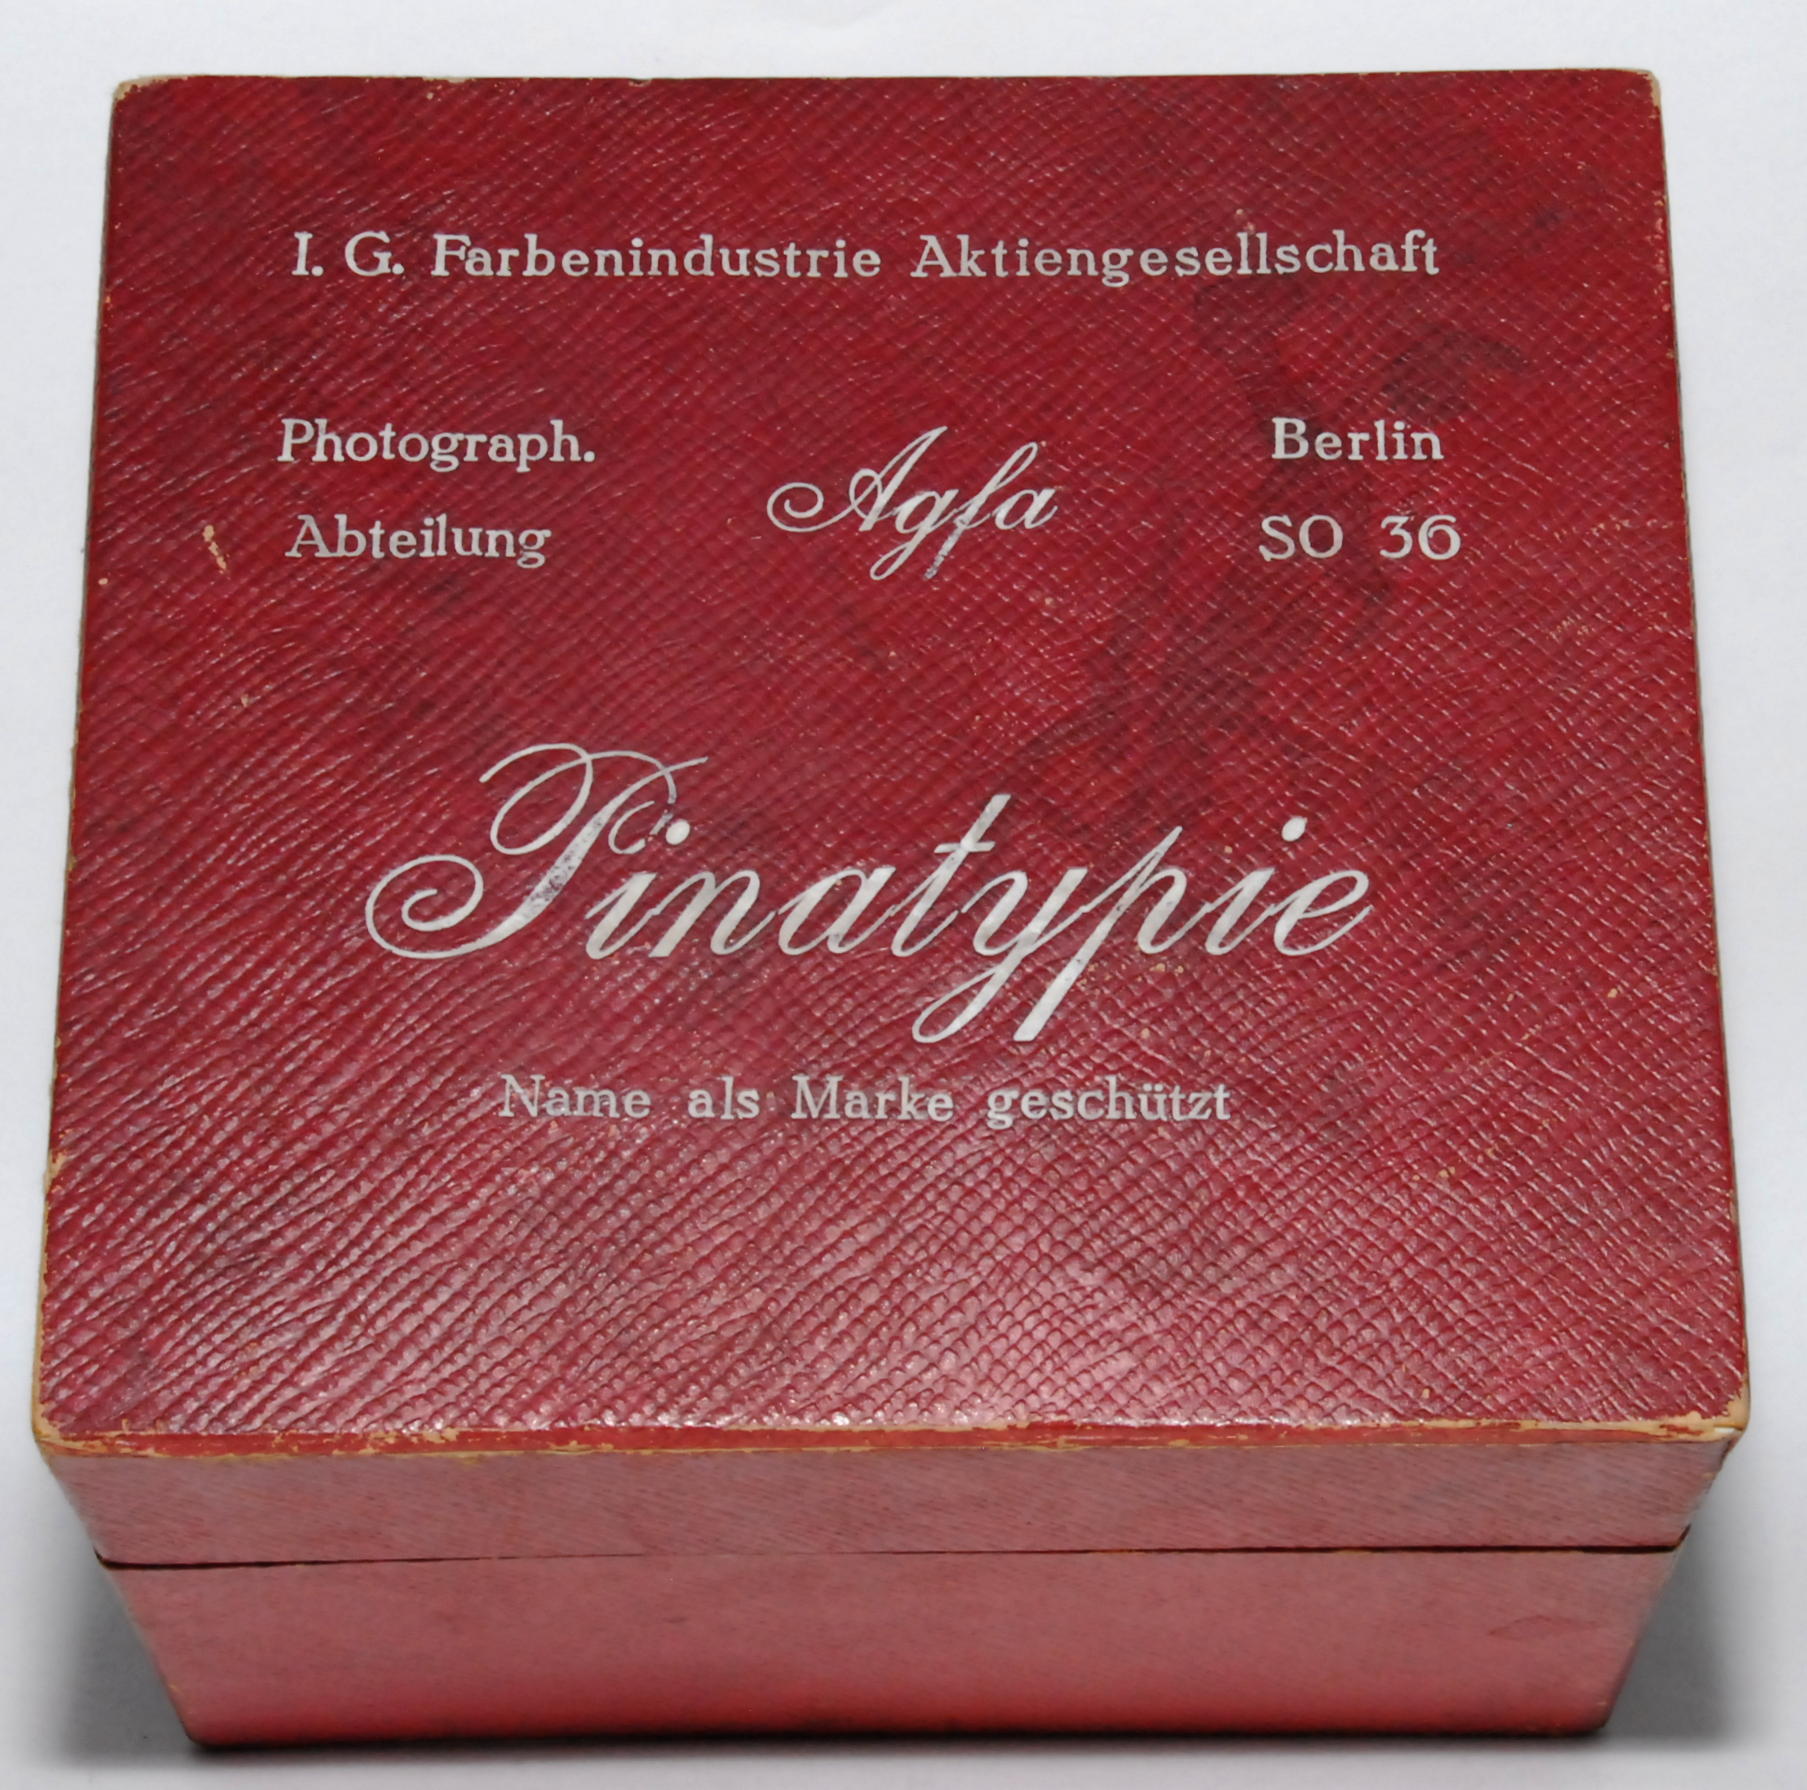 I. G. Farbenindustrie Aktiengesellschaft
Photograph.
Abteilung
Agfa
Berlin
SO 36
Pinatypie
Name als Marke geschützt